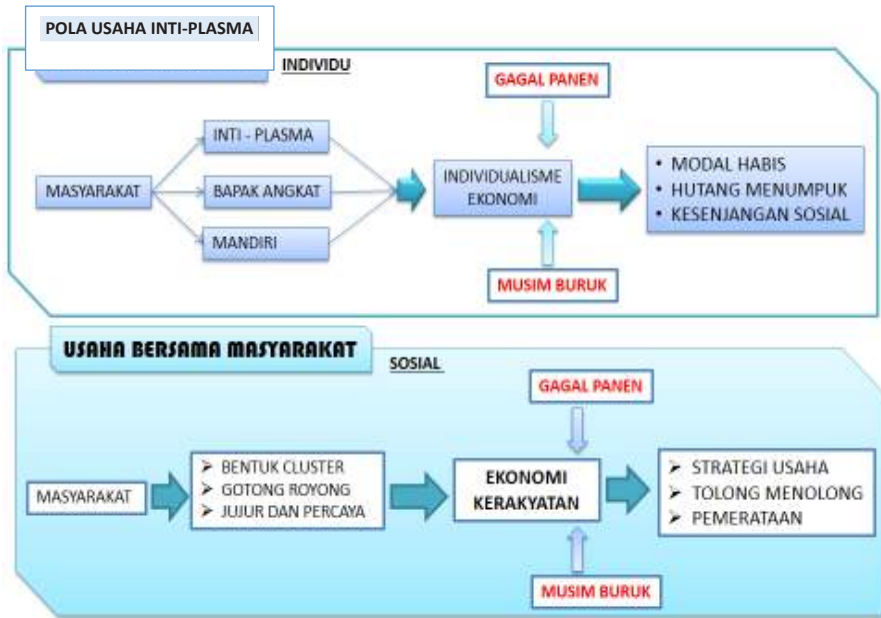 POLA USAHA INTI-PLASMA
INDIVIDU
GAGAL PANEN
INTI - PLASMA
MASYARAKAT
BAPAK ANGKAT
MANDIRI
INDIVIDUALISME
EKONOMI
• MODAL HABIS
• HUTANG MENUMPUK
• KESENJANGAN SOSIAL
MUSIM BURUK
USAHA BERSAMA MASYARAKAT
SOSIAL
GAGAL PANEN
MASYARAKAT
➢ BENTUK CLUSTER
➢ GOTONG ROYONG
➢ JUJUR DAN PERCAYA
EKONOMI
KERAKYATAN
➢ STRATEGI USAHA
➢ TOLONG MENOLONG
➢ PEMERATAAN
MUSIM BURUK